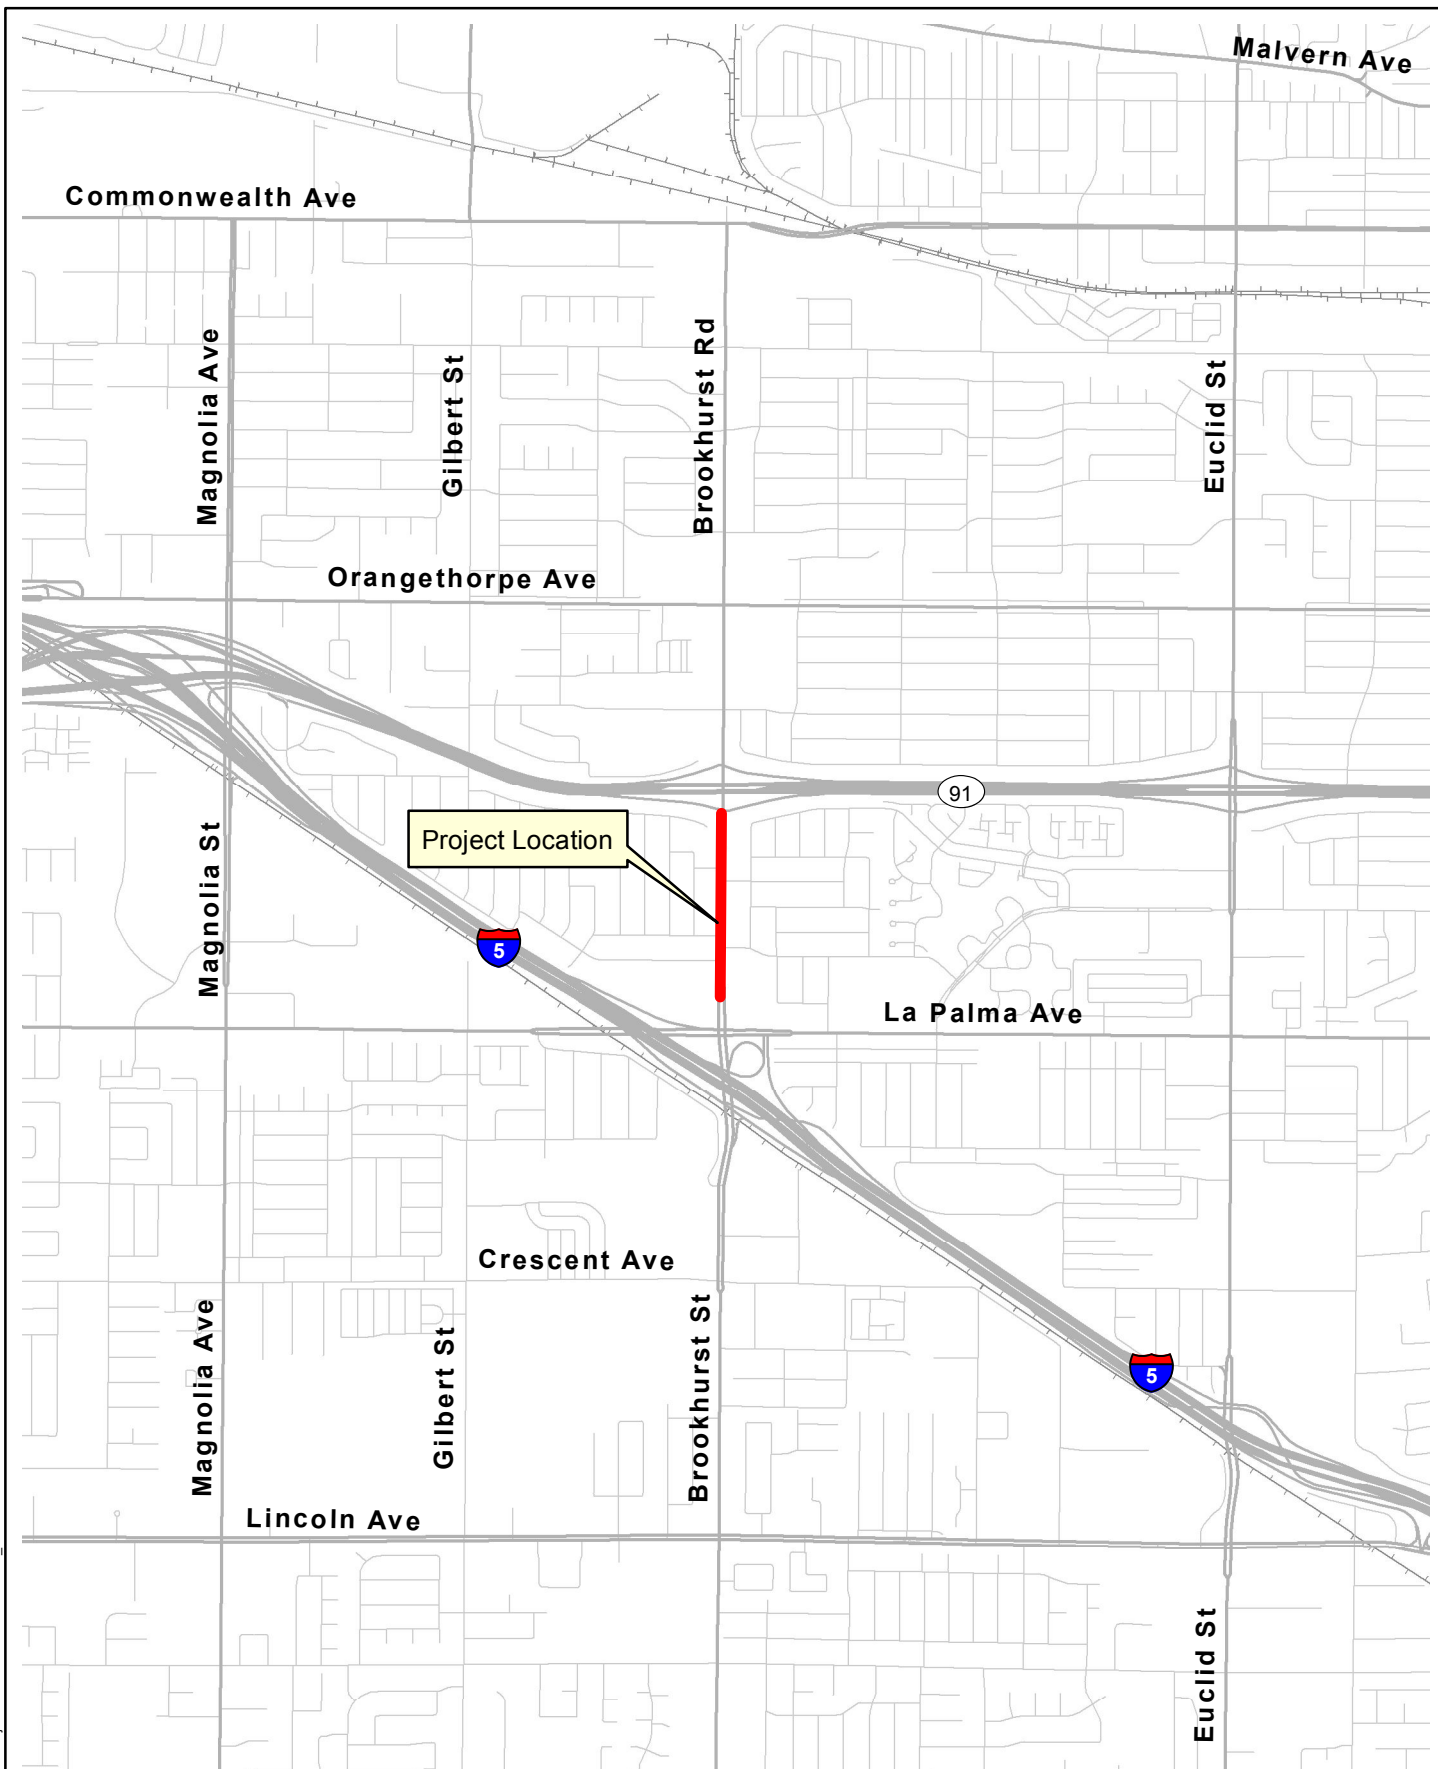 Malvern Ave
Commonwealth Ave
Magnolia Ave
Gilbert St
Brookhurst Rd
Euclid St
Orangethorpe Ave
91
Project Location
Magnolia St
5
La Palma Ave
Crescent Ave
Magnolia Ave
Gilbert St
Brookhurst St
5
Lincoln Ave
Euclid St